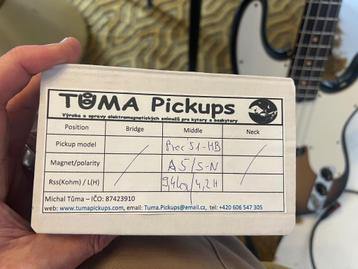 TŮMA Pickups
Výroba a opravy elektromagnetických snímačů pro kytary a baskytary
Position Bridge Middle Neck
Pickup model Prec 51-HB
Magnet/polarity A5/S-N
Rss(Kohm) / L(H) 9,4kΩ/4,2H
Michal Tůma – IČO: 87423910
web: www.tumapickups.com, email: Tuma.Pickups@email.cz, tel: +420 606 547 305